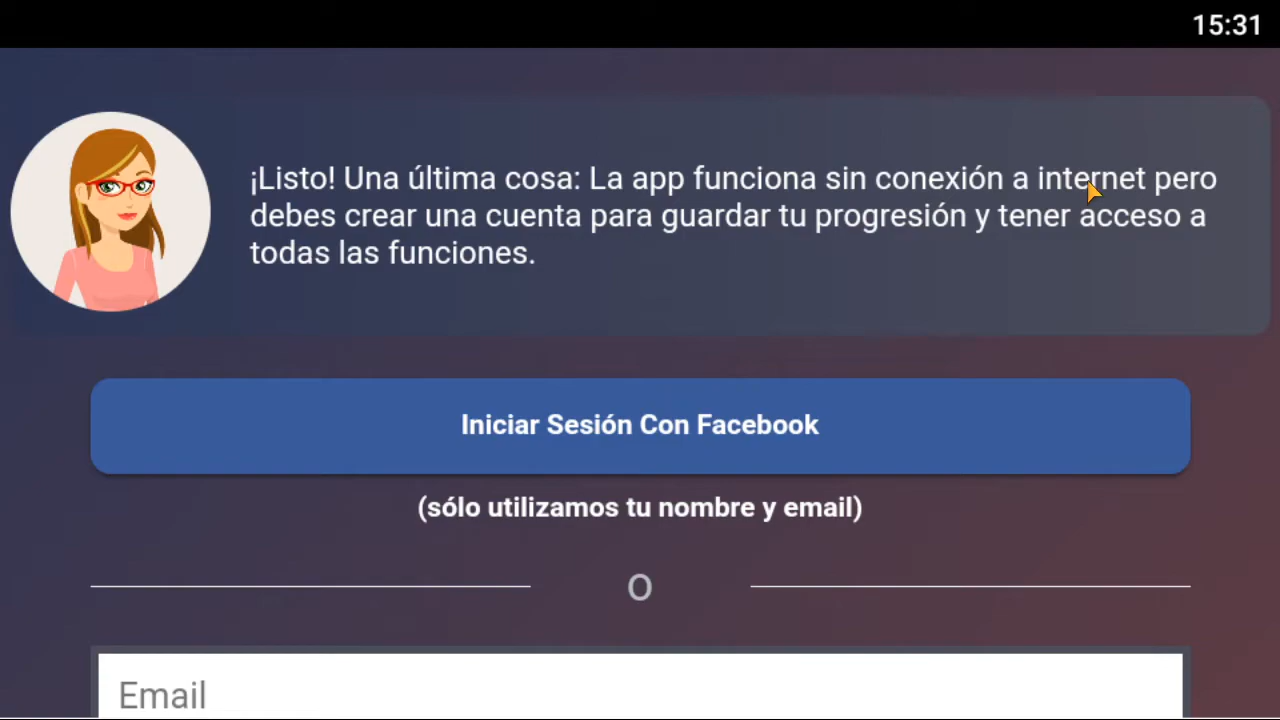 15:31
¡Listo! Una última cosa: La app funciona sin conexión a internet pero
debes crear una cuenta para guardar tu progresión y tener acceso a
todas las funciones.
Iniciar Sesión Con Facebook
(sólo utilizamos tu nombre y email)
O
Email